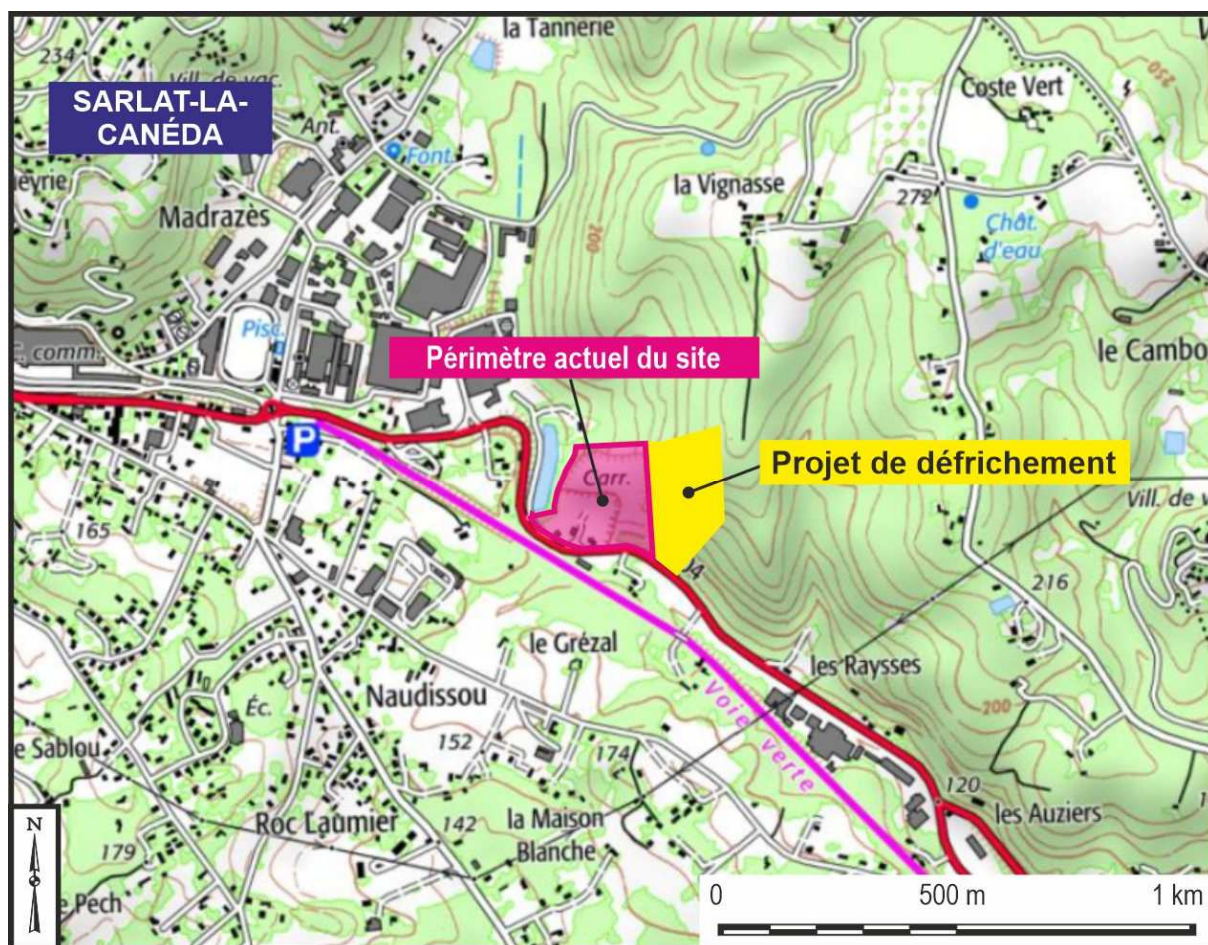 la Tannerie
234
Vill. de vac.
SARLAT-LA-
CANÉDA
Coste Vert
250
Ant.
Font.
la Vignasse
272
Madrazès
200
Chât.
d'eau
Pisc.
comm.
le Cambo
Périmètre actuel du site
P
Carr.
Projet de défrichement
Vill. de v
165
216
le Grézal
les Raysses
Naudissou
Voie verte
200
Éc.
152
174
e Sablou
120
les Auziers
Roc Laumier
142
la Maison
Blanche
179
N
e Pech
0
500 m
1 km